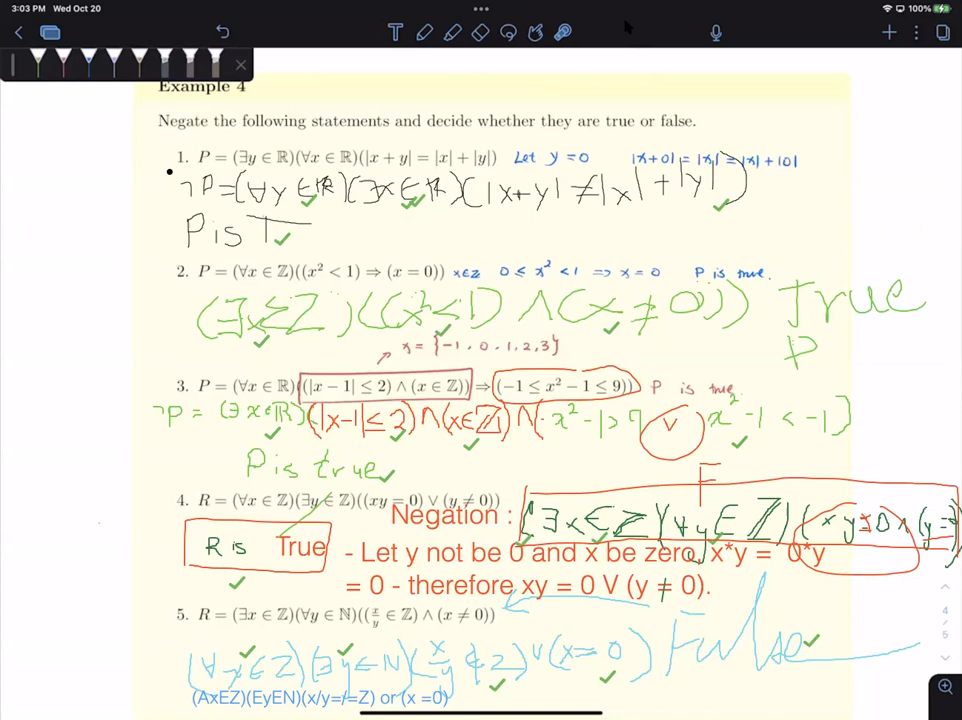 3:03 PM Wed Oct 20
100%
Example 4
Negate the following statements and decide whether they are true or false.
1. P = (∃y ∈ ℝ)(∀x ∈ ℝ)(|x + y| = |x| + |y|) Let y = 0 |x+0| = |x| = |x| + |0|
¬P = (∀y ∈ ℝ)(∃x ∈ ℝ)(|x+y| ≠ |x| + |y|)
P is T
2. P = (∀x ∈ ℤ)((x² < 1) ⇒ (x = 0)) x∈ℤ 0 ≤ x² < 1 ⇒ x = 0 P is true.
(∃x∈Z)((x²<1) ∧ (x ≠ 0)) True
P
x = {-1, 0, 1, 2, 3}
3. P = (∀x ∈ ℝ)((|x − 1| ≤ 2) ∧ (x ∈ ℤ)) ⇒ (−1 ≤ x² − 1 ≤ 9)) P is true
¬P = (∃x∈ℝ)(|x-1| ≤ 2) ∧ (x∈ℤ) ∧ (x²-1 > 9 ∨ x²-1 < -1)
P is true
4. R = (∀x ∈ ℤ)(∃y ∈ ℤ)((xy = 0) ∨ (y ≠ 0)) F
Negation : (∃x∈Z)(∀y∈Z)(xy≠0 ∧ (y=
R is True
- Let y not be 0 and x be zero, x*y = 0*y
= 0 - therefore xy = 0 V (y ≠ 0).
5. R = (∃x ∈ ℤ)(∀y ∈ ℕ)((x/y ∈ ℤ) ∧ (x ≠ 0))
(∀x∈Z)(∃y∈N)(x/y ∉ Z) ∨ (x = 0) False
(AxEZ)(EyEN)(x/y=/=Z) or (x =0)
4
5